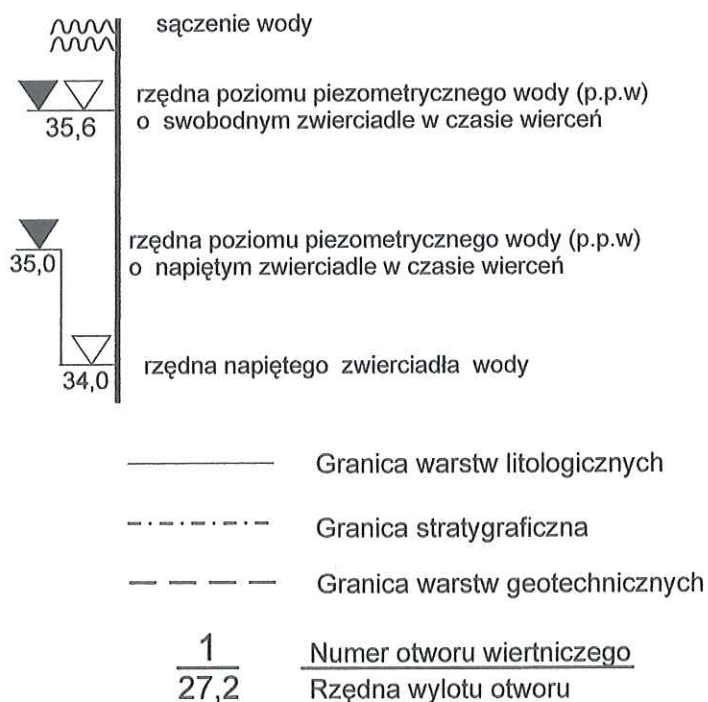 sączenie wody
rzędna poziomu piezometrycznego wody (p.p.w)
35,6 o swobodnym zwierciadle w czasie wierceń
rzędna poziomu piezometrycznego wody (p.p.w)
35,0 o napiętym zwierciadle w czasie wierceń
rzędna napiętego zwierciadła wody
34,0
Granica warstw litologicznych
Granica stratygraficzna
Granica warstw geotechnicznych
1 Numer otworu wiertniczego
27,2 Rzędna wylotu otworu